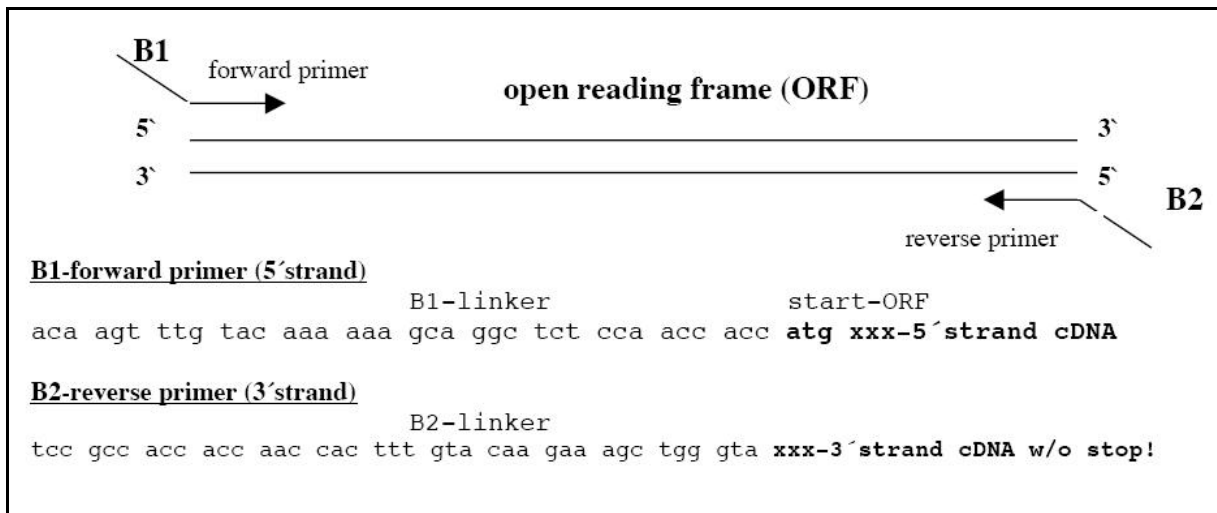 B1
forward primer
open reading frame (ORF)
5` 3`
3` 5`
B2
reverse primer
B1-forward primer (5´strand)
B1-linker start-ORF
aca agt ttg tac aaa aaa gca ggc tct cca acc acc atg xxx-5´strand cDNA
B2-reverse primer (3´strand)
B2-linker
tcc gcc acc acc aac cac ttt gta caa gaa agc tgg gta xxx-3´strand cDNA w/o stop!